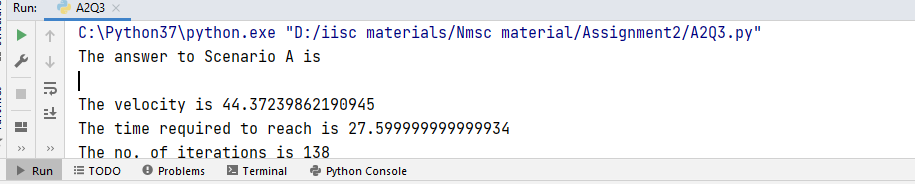 Run: A2Q3
C:\Python37\python.exe "D:/iisc materials/Nmsc material/Assignment2/A2Q3.py"
The answer to Scenario A is
The velocity is 44.37239862190945
The time required to reach is 27.599999999999934
The no. of iterations is 138
Run TODO Problems Terminal Python Console